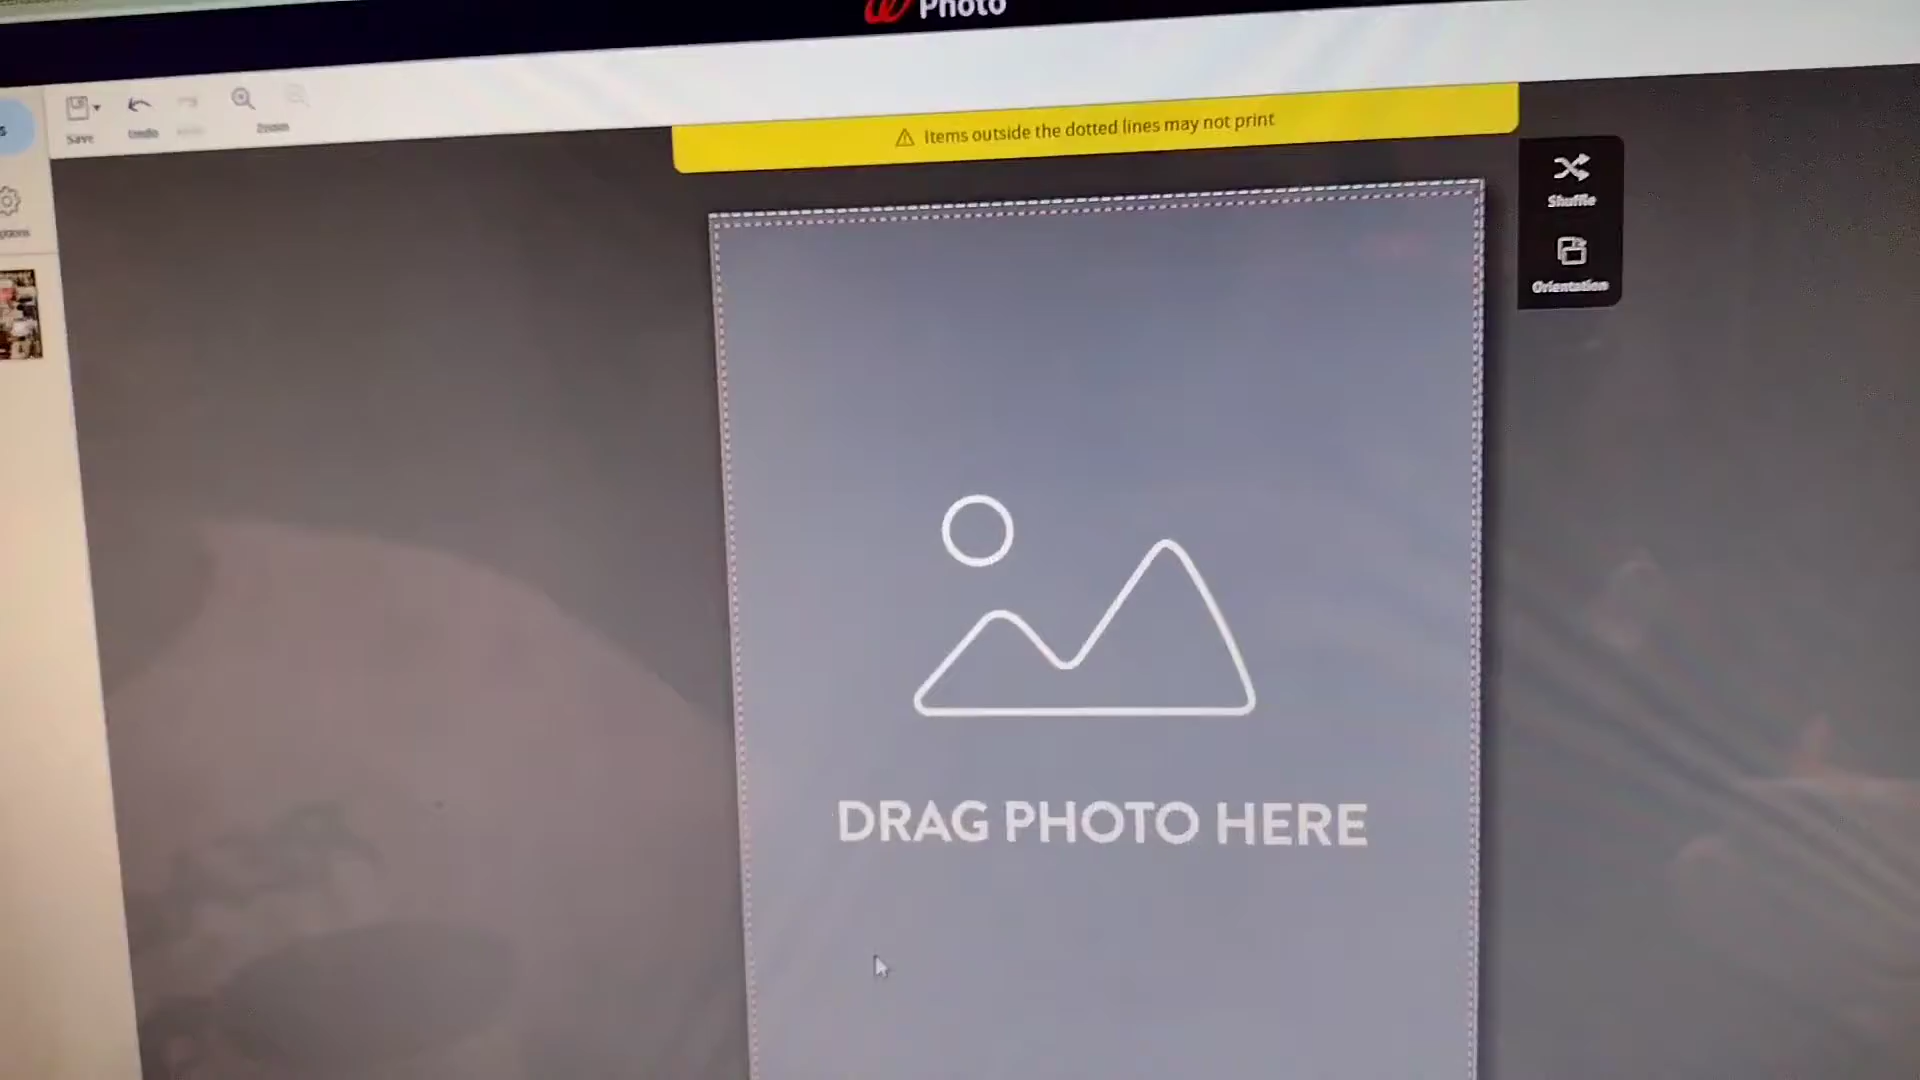 Photo
Save
Undo
Zoom
Items outside the dotted lines may not print
Shuffle
Orientation
DRAG PHOTO HERE